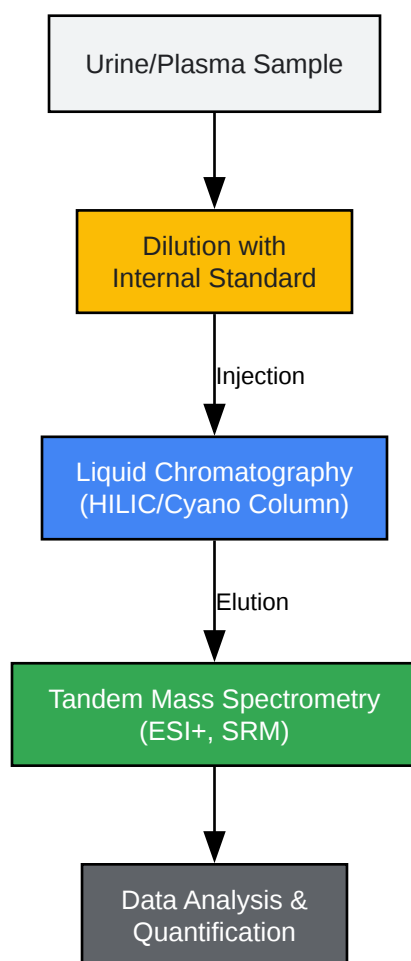 Urine/Plasma Sample
Dilution with
Internal Standard
Injection
Liquid Chromatography
(HILIC/Cyano Column)
Elution
Tandem Mass Spectrometry
(ESI+, SRM)
Data Analysis &
Quantification